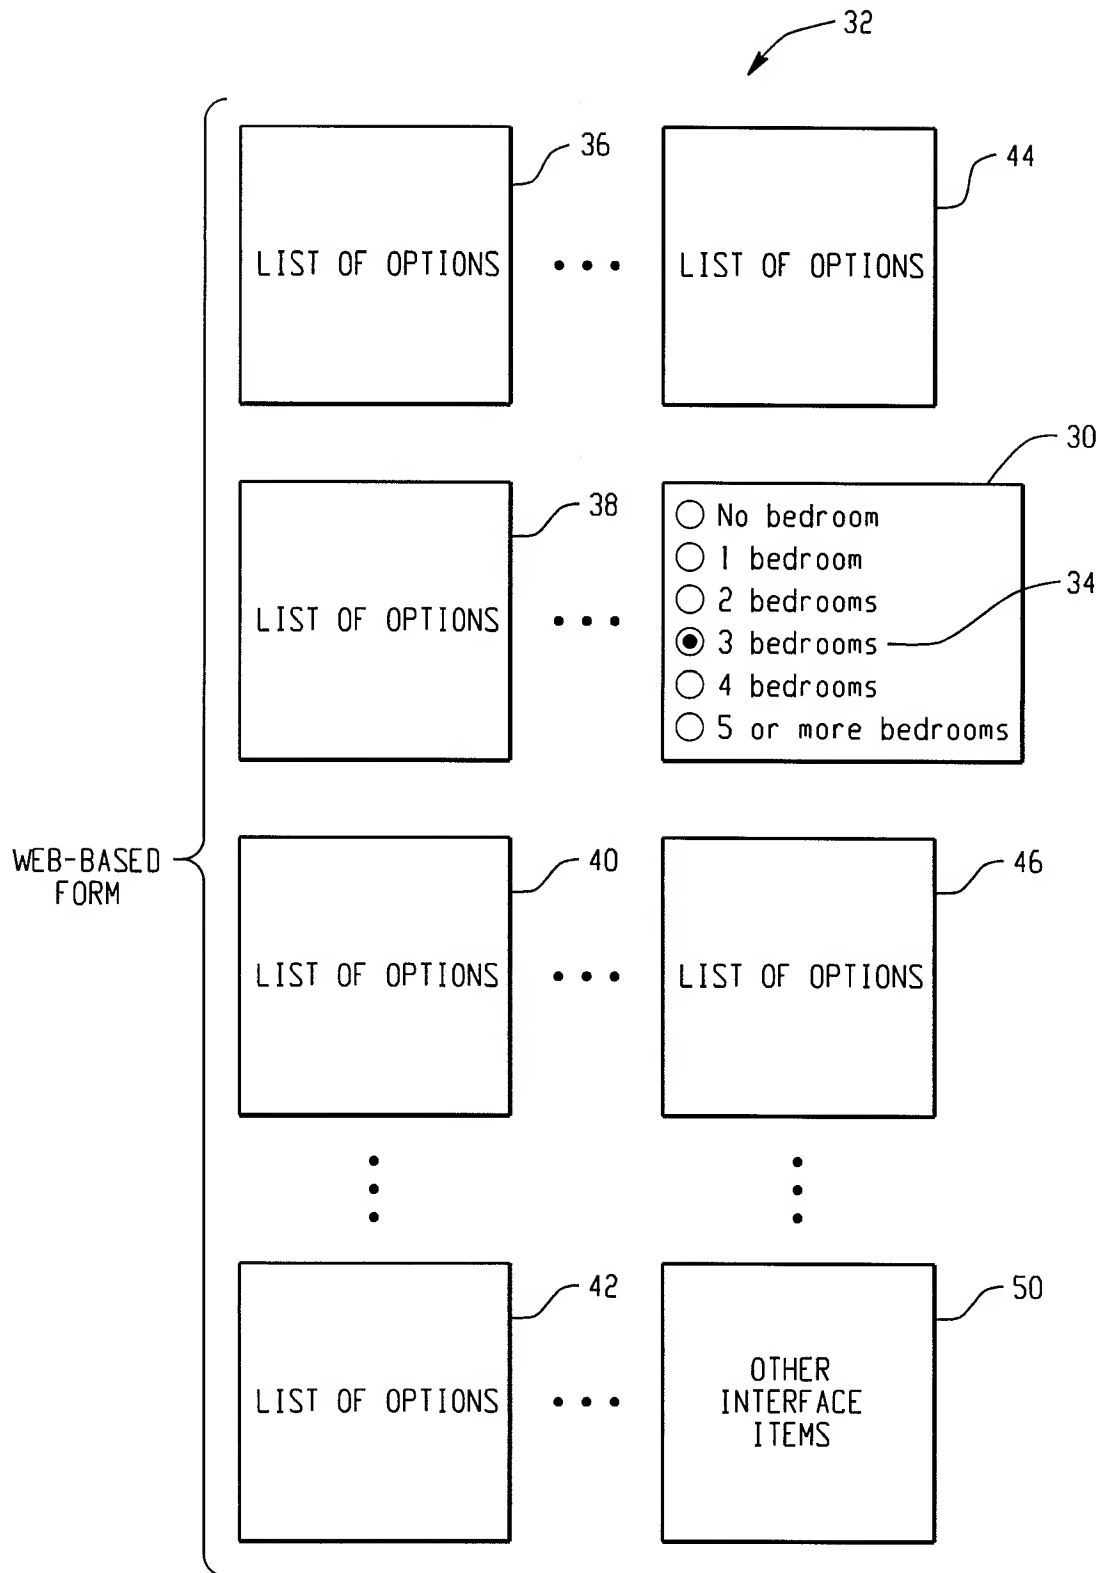 32
36
44
LIST OF OPTIONS
LIST OF OPTIONS
38
30
LIST OF OPTIONS
No bedroom
1 bedroom
2 bedrooms
3 bedrooms
4 bedrooms
5 or more bedrooms
34
WEB-BASED
FORM
40
46
LIST OF OPTIONS
LIST OF OPTIONS
42
50
LIST OF OPTIONS
OTHER
INTERFACE
ITEMS